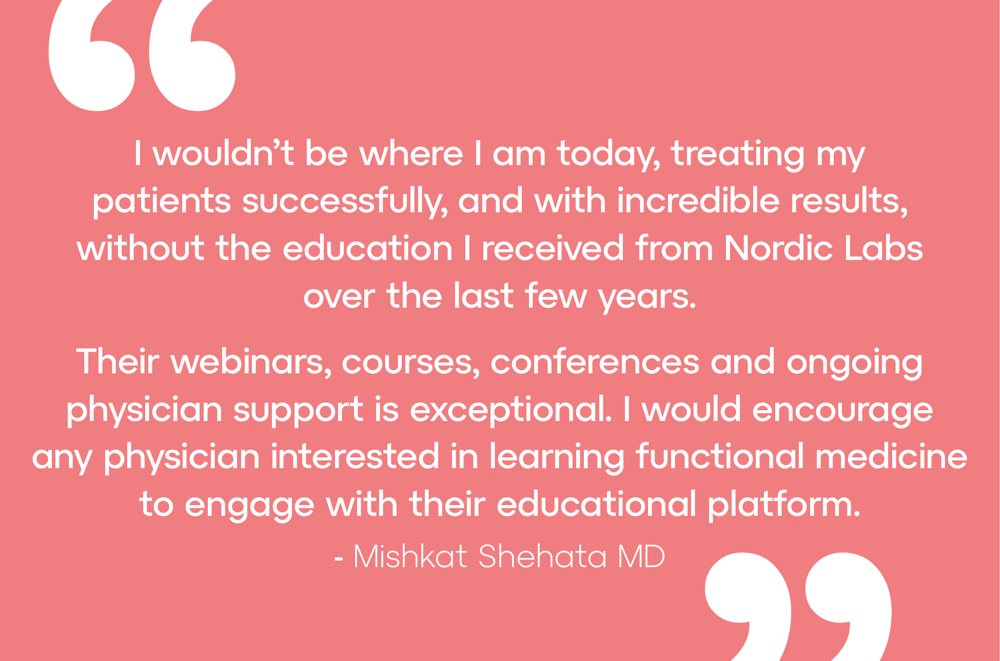 “
I wouldn’t be where I am today, treating my
patients successfully, and with incredible results,
without the education I received from Nordic Labs
over the last few years.
Their webinars, courses, conferences and ongoing
physician support is exceptional. I would encourage
any physician interested in learning functional medicine
to engage with their educational platform.
- Mishkat Shehata MD
”